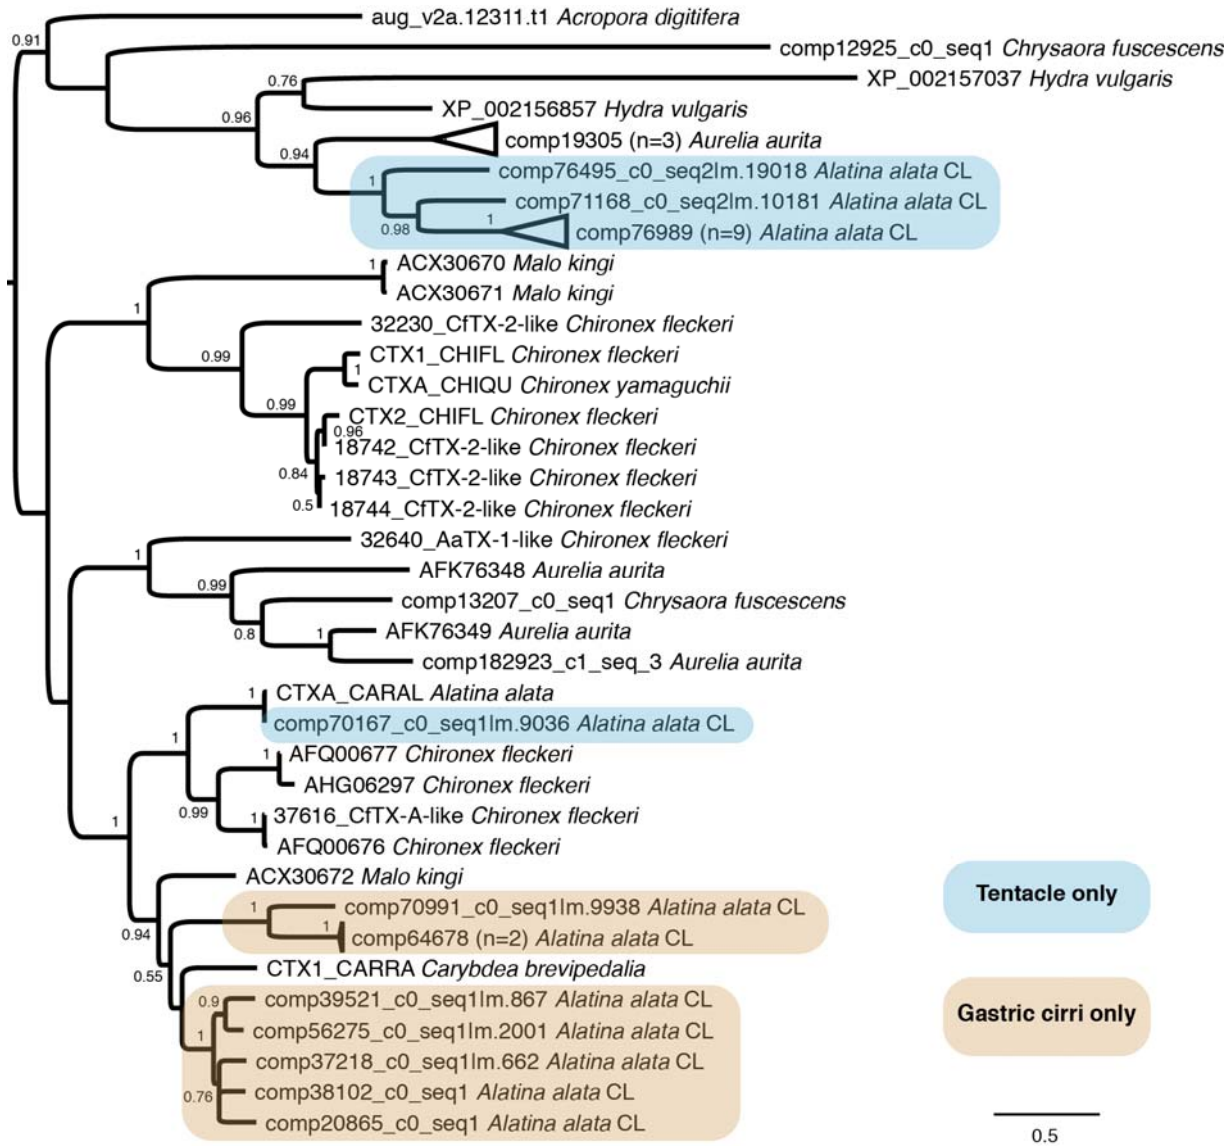 0.91
aug_v2a.12311.t1 Acropora digitifera
comp12925_c0_seq1 Chrysaora fuscescens
0.76
XP_002157037 Hydra vulgaris
0.96
XP_002156857 Hydra vulgaris
0.94
comp19305 (n=3) Aurelia aurita
1
comp76495_c0_seq2lm.19018 Alatina alata CL
0.98
comp71168_c0_seq2lm.10181 Alatina alata CL
1
comp76989 (n=9) Alatina alata CL
1
ACX30670 Malo kingi
ACX30671 Malo kingi
1
0.99
32230_CfTX-2-like Chironex fleckeri
CTX1_CHIFL Chironex fleckeri
1
CTXA_CHIQU Chironex yamaguchii
0.99
CTX2_CHIFL Chironex fleckeri
0.96
18742_CfTX-2-like Chironex fleckeri
0.84
18743_CfTX-2-like Chironex fleckeri
0.5
18744_CfTX-2-like Chironex fleckeri
1
32640_AaTX-1-like Chironex fleckeri
0.99
AFK76348 Aurelia aurita
comp13207_c0_seq1 Chrysaora fuscescens
0.8
1
AFK76349 Aurelia aurita
comp182923_c1_seq_3 Aurelia aurita
1
CTXA_CARAL Alatina alata
comp70167_c0_seq1lm.9036 Alatina alata CL
1
1
AFQ00677 Chironex fleckeri
AHG06297 Chironex fleckeri
0.99
1
37616_CfTX-A-like Chironex fleckeri
AFQ00676 Chironex fleckeri
1
ACX30672 Malo kingi
0.94
1
comp70991_c0_seq1lm.9938 Alatina alata CL
1
comp64678 (n=2) Alatina alata CL
0.55
CTX1_CARRA Carybdea brevipedalia
0.9
comp39521_c0_seq1lm.867 Alatina alata CL
comp56275_c0_seq1lm.2001 Alatina alata CL
1
comp37218_c0_seq1lm.662 Alatina alata CL
0.76
comp38102_c0_seq1 Alatina alata CL
comp20865_c0_seq1 Alatina alata CL
Tentacle only
Gastric cirri only
0.5